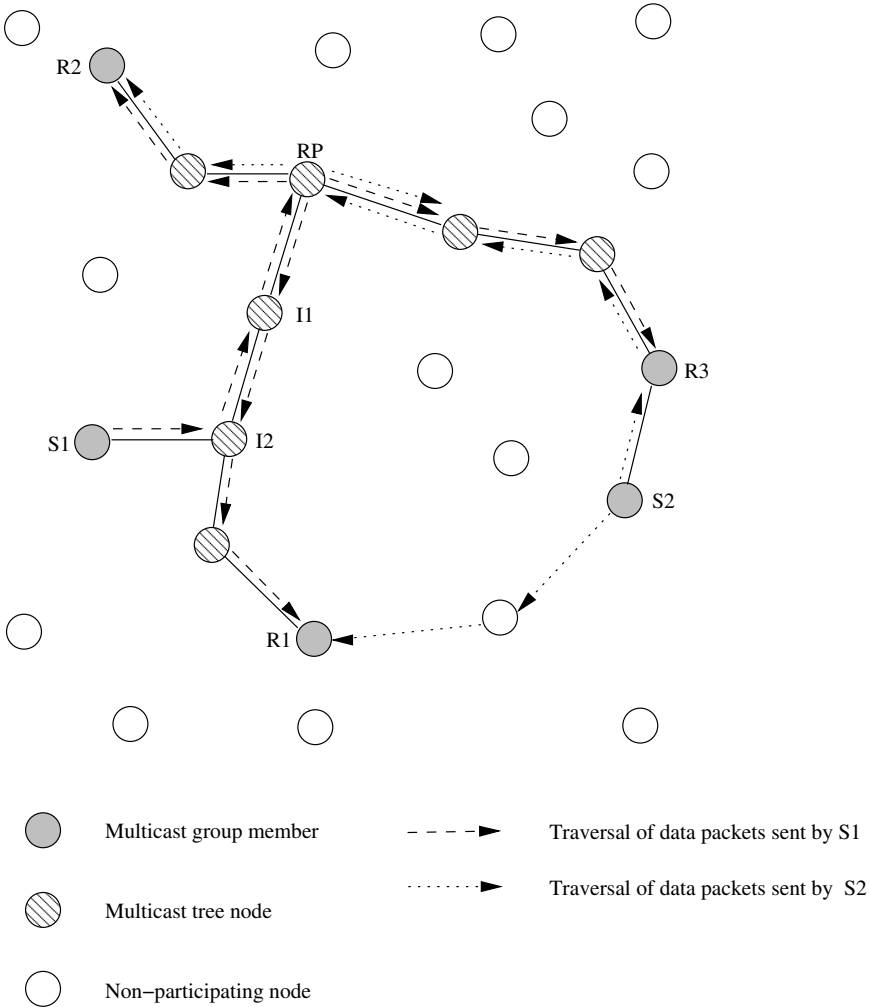 R2
RP
I1
R3
S1
I2
S2
R1
Multicast group member
Traversal of data packets sent by S1
Traversal of data packets sent by S2
Multicast tree node
Non−participating node